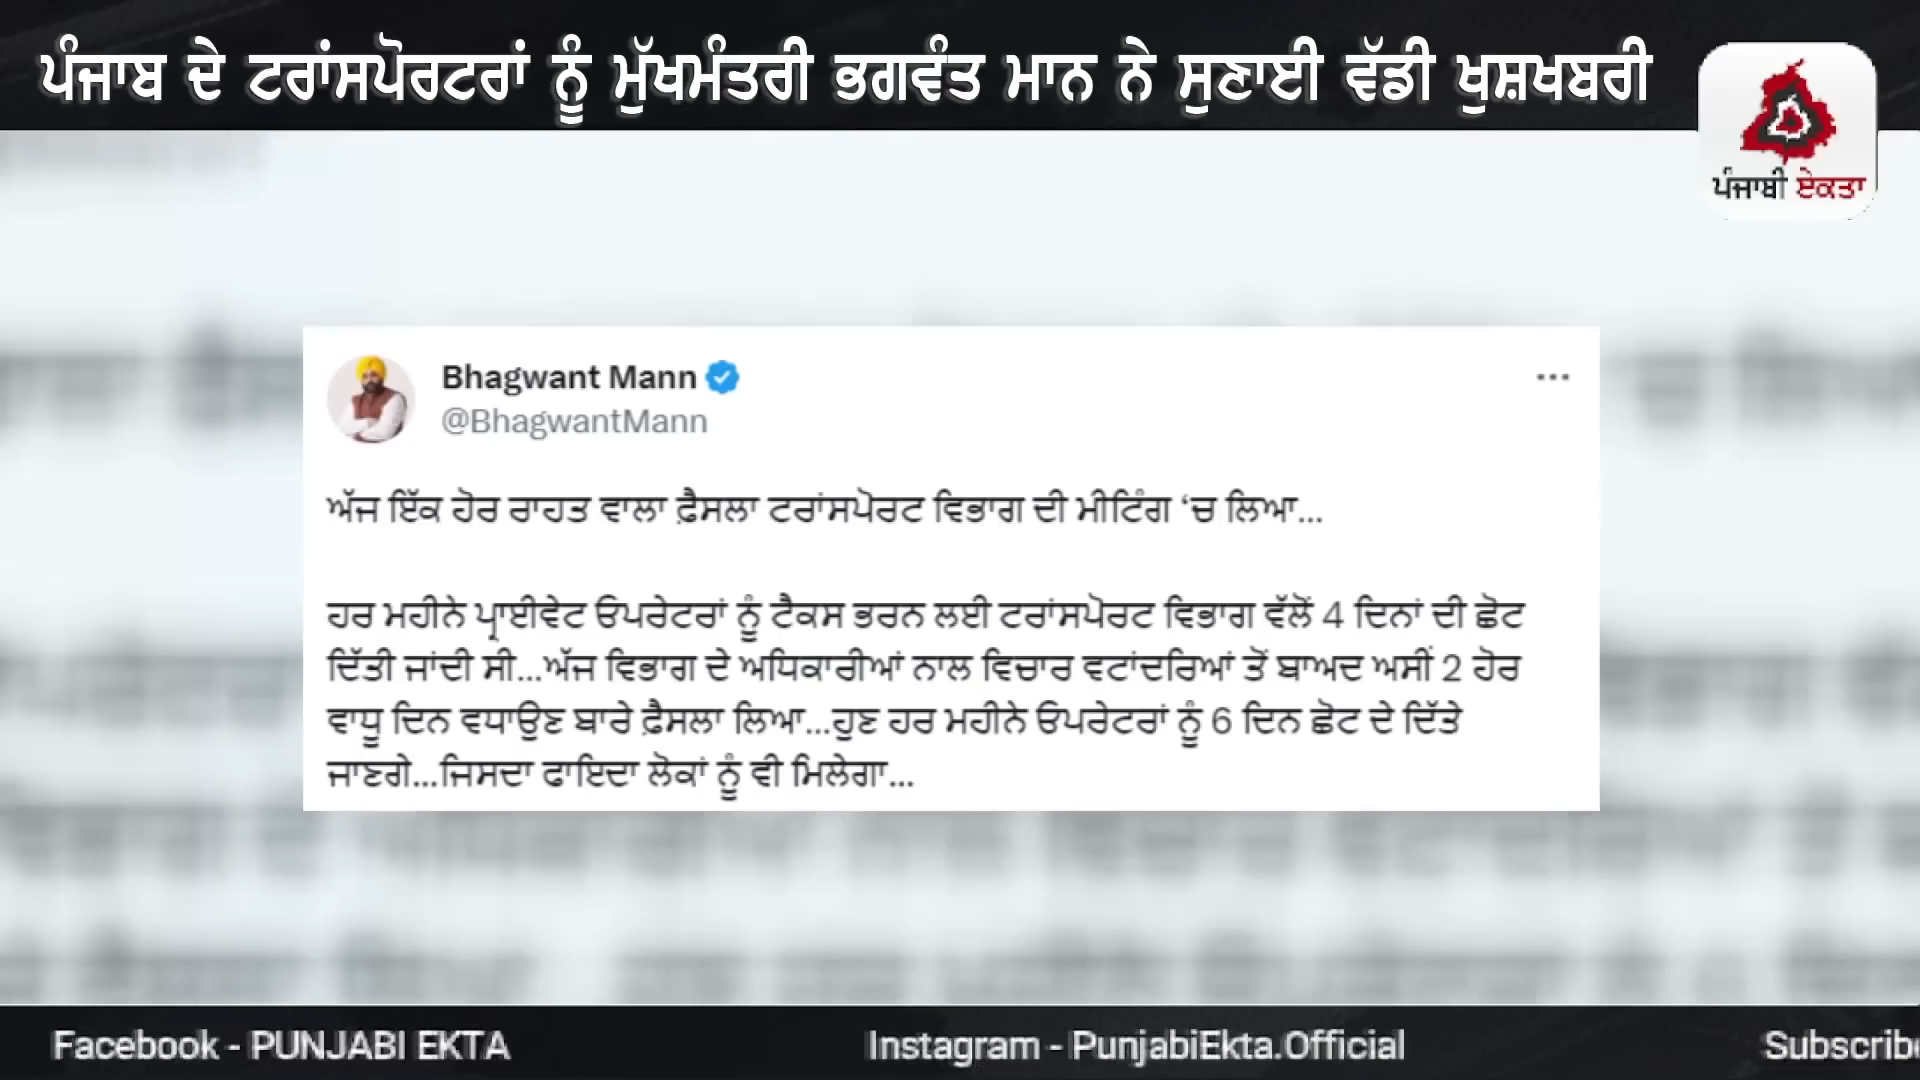 ਪੰਜਾਬ ਦੇ ਟਰਾਂਸਪੋਰਟਰਾਂ ਨੂੰ ਮੁੱਖਮੰਤਰੀ ਭਗਵੰਤ ਮਾਨ ਨੇ ਸੁਣਾਈ ਵੱਡੀ ਖੁਸ਼ਖਬਰੀ
ਪੰਜਾਬੀ ਏਕਤਾ
Bhagwant Mann
@BhagwantMann
ਅੱਜ ਇੱਕ ਹੋਰ ਰਾਹਤ ਵਾਲਾ ਫ਼ੈਸਲਾ ਟਰਾਂਸਪੋਰਟ ਵਿਭਾਗ ਦੀ ਮੀਟਿੰਗ ‘ਚ ਲਿਆ...
ਹਰ ਮਹੀਨੇ ਪ੍ਰਾਈਵੇਟ ਓਪਰੇਟਰਾਂ ਨੂੰ ਟੈਕਸ ਭਰਨ ਲਈ ਟਰਾਂਸਪੋਰਟ ਵਿਭਾਗ ਵੱਲੋਂ 4 ਦਿਨਾਂ ਦੀ ਛੋਟ
ਦਿੱਤੀ ਜਾਂਦੀ ਸੀ...ਅੱਜ ਵਿਭਾਗ ਦੇ ਅਧਿਕਾਰੀਆਂ ਨਾਲ ਵਿਚਾਰ ਵਟਾਂਦਰਿਆਂ ਤੋਂ ਬਾਅਦ ਅਸੀਂ 2 ਹੋਰ
ਵਾਧੂ ਦਿਨ ਵਧਾਉਣ ਬਾਰੇ ਫ਼ੈਸਲਾ ਲਿਆ...ਹੁਣ ਹਰ ਮਹੀਨੇ ਓਪਰੇਟਰਾਂ ਨੂੰ 6 ਦਿਨ ਛੋਟ ਦੇ ਦਿੱਤੇ
ਜਾਣਗੇ...ਜਿਸਦਾ ਫਾਇਦਾ ਲੋਕਾਂ ਨੂੰ ਵੀ ਮਿਲੇਗਾ...
Facebook - PUNJABI EKTA
Instagram - PunjabiEkta.Official